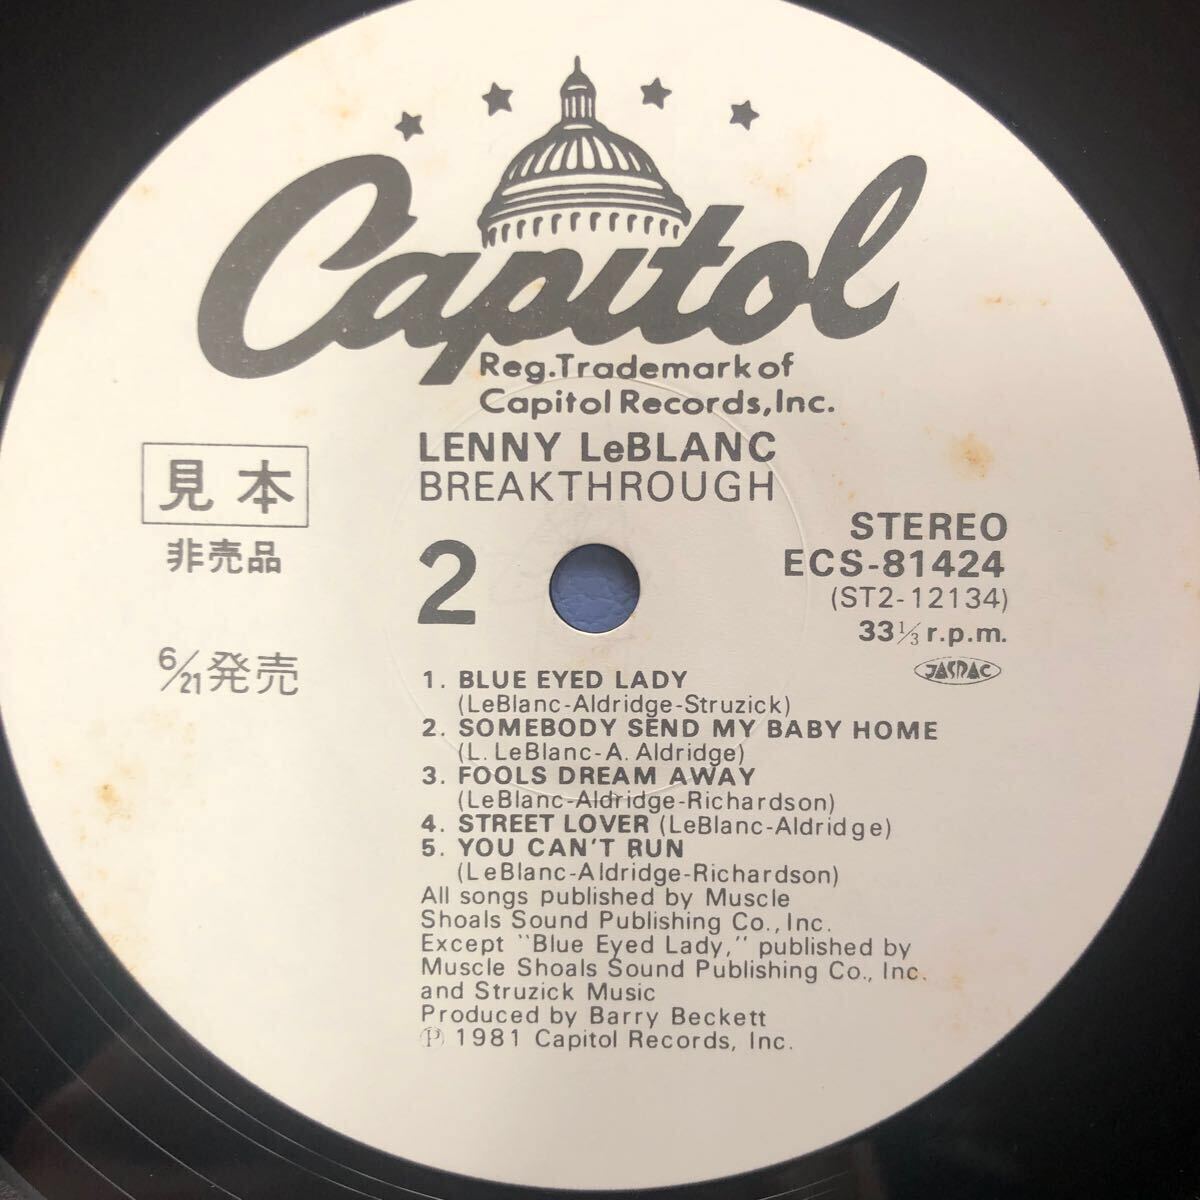 Capitol
Reg. Trademark of
Capitol Records, Inc.
LENNY LeBLANC
BREAKTHROUGH
見本
非売品
6/21発売
2
STEREO
ECS-81424
(ST2-12134)
33 1/3 r.p.m.
JASRAC
1. BLUE EYED LADY
(LeBlanc-Aldridge-Struzick)
2. SOMEBODY SEND MY BABY HOME
(L. LeBlanc-A. Aldridge)
3. FOOLS DREAM AWAY
(LeBlanc-Aldridge-Richardson)
4. STREET LOVER (LeBlanc-Aldridge)
5. YOU CAN'T RUN
(LeBlanc-Aldridge-Richardson)
All songs published by Muscle
Shoals Sound Publishing Co., Inc.
Except "Blue Eyed Lady," published by
Muscle Shoals Sound Publishing Co., Inc.
and Struzick Music
Produced by Barry Beckett
Ⓟ 1981 Capitol Records, Inc.